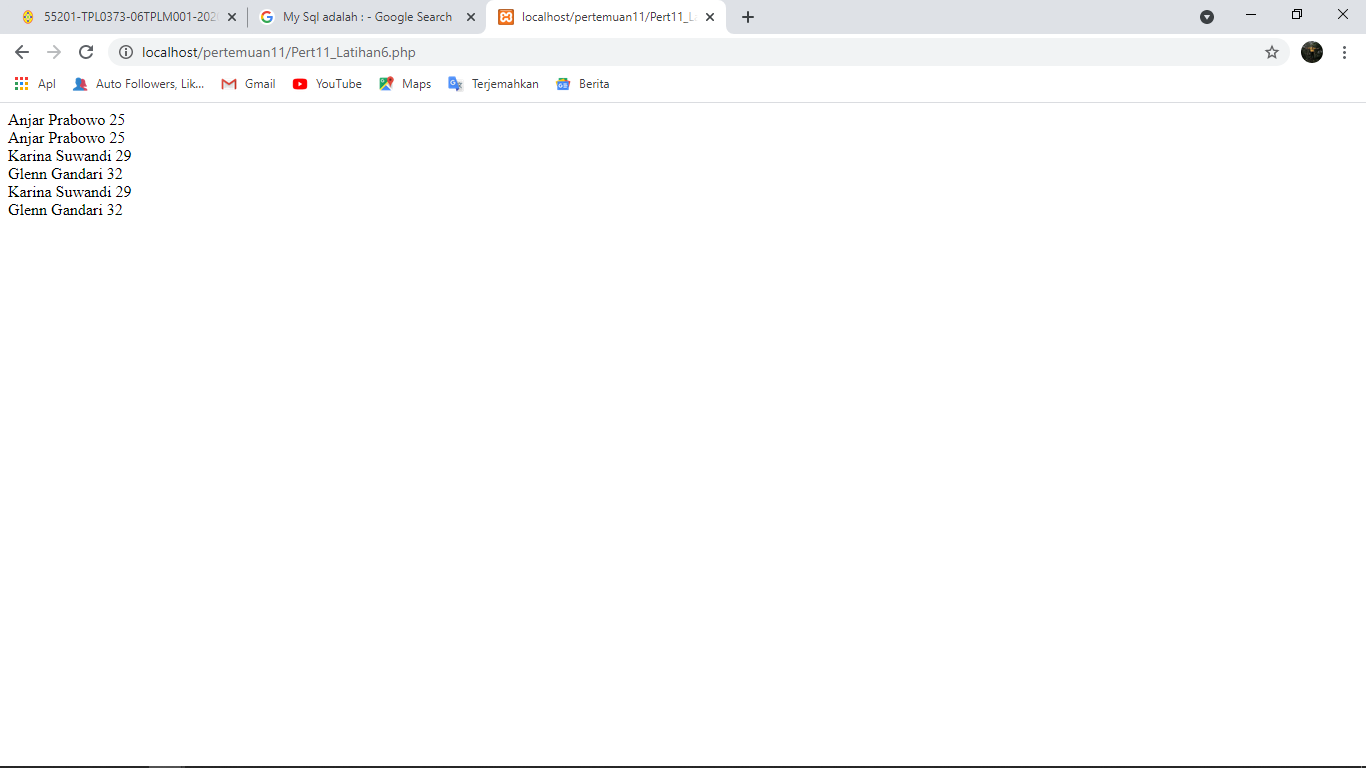 55201-TPL0373-06TPLM001-202
My Sql adalah : - Google Search
localhost/pertemuan11/Pert11_L
localhost/pertemuan11/Pert11_Latihan6.php
Apl
Auto Followers, Lik...
Gmail
YouTube
Maps
Terjemahkan
Berita
Anjar Prabowo 25
Anjar Prabowo 25
Karina Suwandi 29
Glenn Gandari 32
Karina Suwandi 29
Glenn Gandari 32